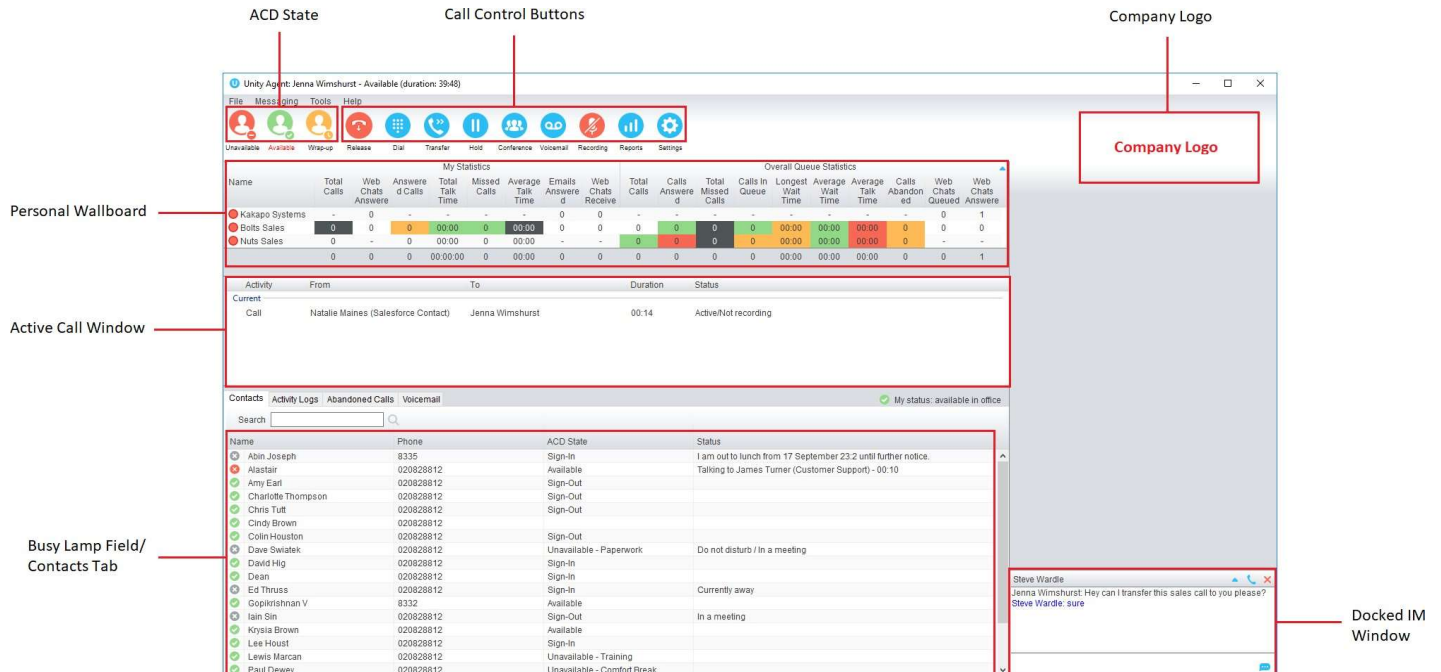 ACD State
Call Control Buttons
Company Logo
Unity Agent: Jenna Wimshurst - Available (duration: 39:48)
File Messaging Tools Help
Unavailable Available Wrap-up Release Dial Transfer Hold Conference Voicemail Recording Reports Settings
Company Logo
Personal Wallboard
My Statistics Overall Queue Statistics
Name Total Calls Web Chats Answere Answere d Calls Total Talk Time Missed Calls Average Talk Time Emails Answere d Web Chats Receive Total Calls Calls Answere d Total Missed Calls Calls In Queue Longest Wait Time Average Wait Time Average Talk Time Calls Abandon ed Web Chats Queued Web Chats Answere
Kakapo Systems - 0 - - - - 0 0 - - - - - - - - 0 1
Bolts Sales 0 0 0 00:00 0 00:00 0 0 0 0 0 0 00:00 00:00 00:00 0 0 0
Nuts Sales 0 - 0 00:00 0 00:00 - - 0 0 0 0 00:00 00:00 00:00 0 - -
0 0 0 00:00:00 0 00:00 0 0 0 0 0 0 00:00 00:00 00:00 0 0 1
Active Call Window
Activity From To Duration Status
Current
Call Natalie Maines (Salesforce Contact) Jenna Wimshurst 00:14 Active/Not recording
Contacts Activity Logs Abandoned Calls Voicemail My status: available in office
Search
Busy Lamp Field/
Contacts Tab
Name Phone ACD State Status
Abin Joseph 8335 Sign-In I am out to lunch from 17 September 23:2 until further notice.
Alastair 020828812 Available Talking to James Turner (Customer Support) - 00:10
Amy Earl 020828812 Sign-Out
Charlotte Thompson 020828812 Sign-Out
Chris Tutt 020828812 Sign-Out
Cindy Brown 020828812
Colin Houston 020828812 Sign-Out
Dave Swiatek 020828812 Unavailable - Paperwork Do not disturb / In a meeting
David Hig 020828812 Sign-In
Dean 020828812 Sign-In
Ed Thruss 020828812 Sign-In Currently away
Gopikrishnan V 8332 Available
Iain Sin 020828812 Sign-Out In a meeting
Krysia Brown 020828812 Available
Lee Houst 020828812 Sign-In
Lewis Marcan 020828812 Unavailable - Training
Paul Dewey 020828812 Unavailable - Comfort Break
Steve Wardle
Jenna Wimshurst: Hey can I transfer this sales call to you please?
Steve Wardle: sure
Docked IM
Window